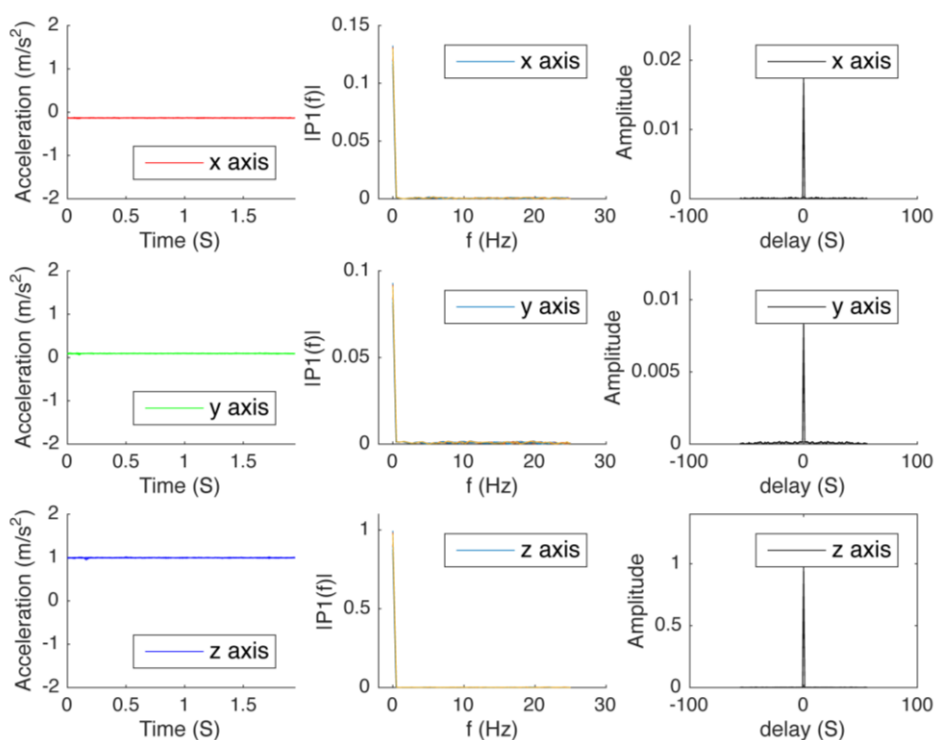 Acceleration (m/s²)
2
1
0
-1
-2
x axis
0 0.5 1 1.5
Time (S)
|P1(f)|
0.15
0.1
0.05
0
x axis
0 10 20 30
f (Hz)
Amplitude
0.02
0.01
0
x axis
-100 0 100
delay (S)
Acceleration (m/s²)
2
1
0
-1
-2
y axis
0 0.5 1 1.5
Time (S)
|P1(f)|
0.1
0.05
0
y axis
0 10 20 30
f (Hz)
Amplitude
0.01
0.005
0
y axis
-100 0 100
delay (S)
Acceleration (m/s²)
2
1
0
-1
-2
z axis
0 0.5 1 1.5
Time (S)
|P1(f)|
1
0.5
0
z axis
0 10 20 30
f (Hz)
Amplitude
1
0.5
0
z axis
-100 0 100
delay (S)